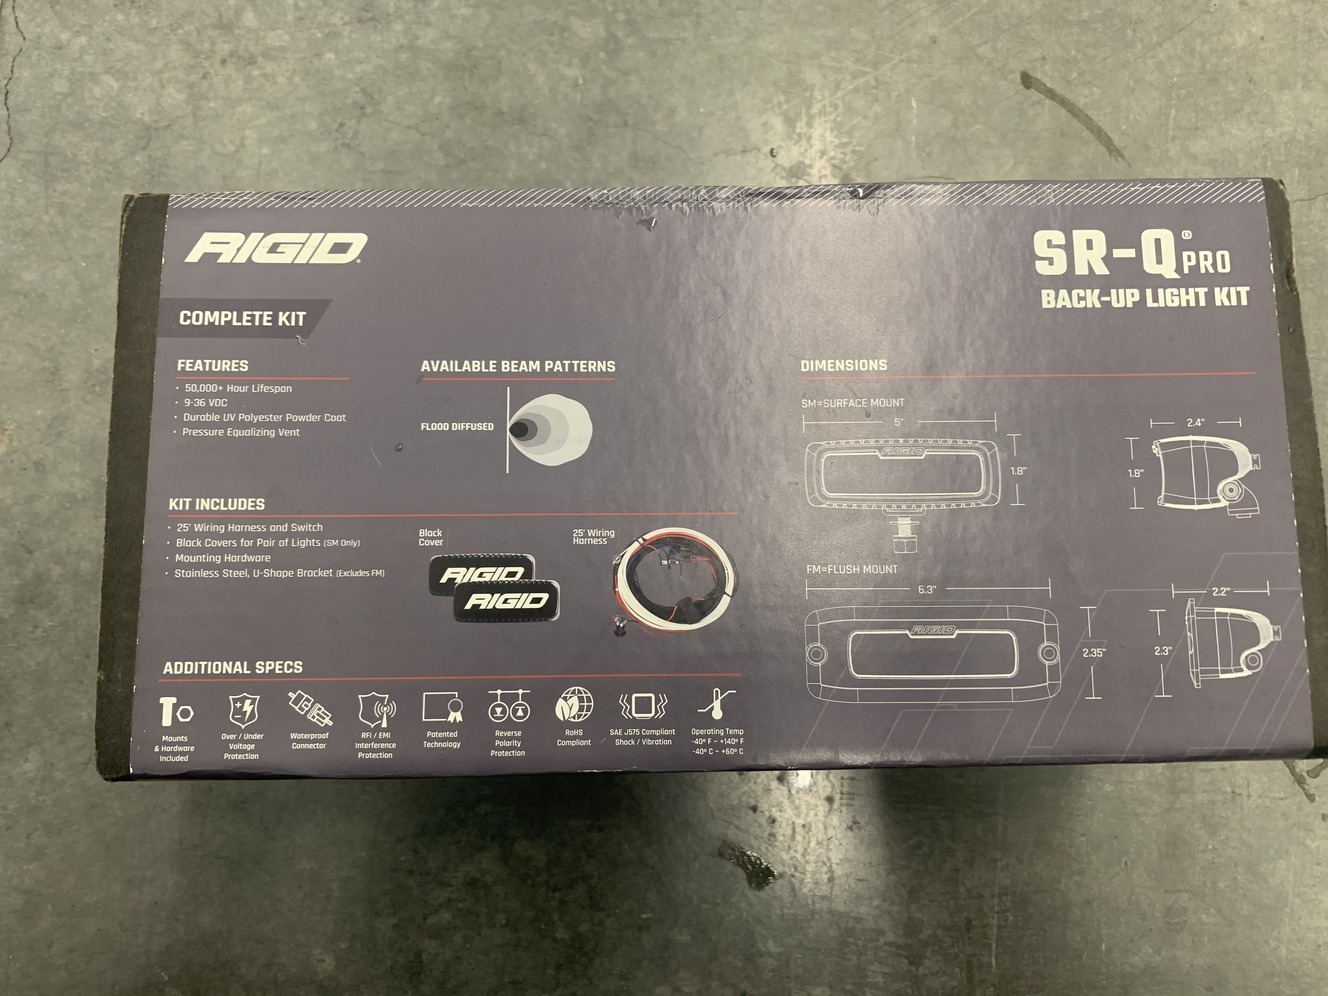 RIGID
SR-Q® PRO
BACK-UP LIGHT KIT
COMPLETE KIT
FEATURES
• 50,000+ Hour Lifespan
• 9-36 VDC
• Durable UV Polyester Powder Coat
• Pressure Equalizing Vent
AVAILABLE BEAM PATTERNS
FLOOD DIFFUSED
KIT INCLUDES
• 25' Wiring Harness and Switch
• Black Covers for Pair of Lights (SM Only)
• Mounting Hardware
• Stainless Steel, U-Shape Bracket (Excludes FM)
Black
Cover
RIGID
RIGID
25' Wiring
Harness
ADDITIONAL SPECS
Mounts
& Hardware
Included
Over / Under
Voltage
Protection
Waterproof
Connector
RFI / EMI
Interference
Protection
Patented
Technology
Reverse
Polarity
Protection
RoHS
Compliant
SAE J575 Compliant
Shock / Vibration
Operating Temp
-40° F ~ +140° F
-40° C ~ +60° C
DIMENSIONS
SM=SURFACE MOUNT
5"
RIGID
1.8"
2.4"
1.8"
FM=FLUSH MOUNT
6.3"
RIGID
2.35"
2.2"
2.3"